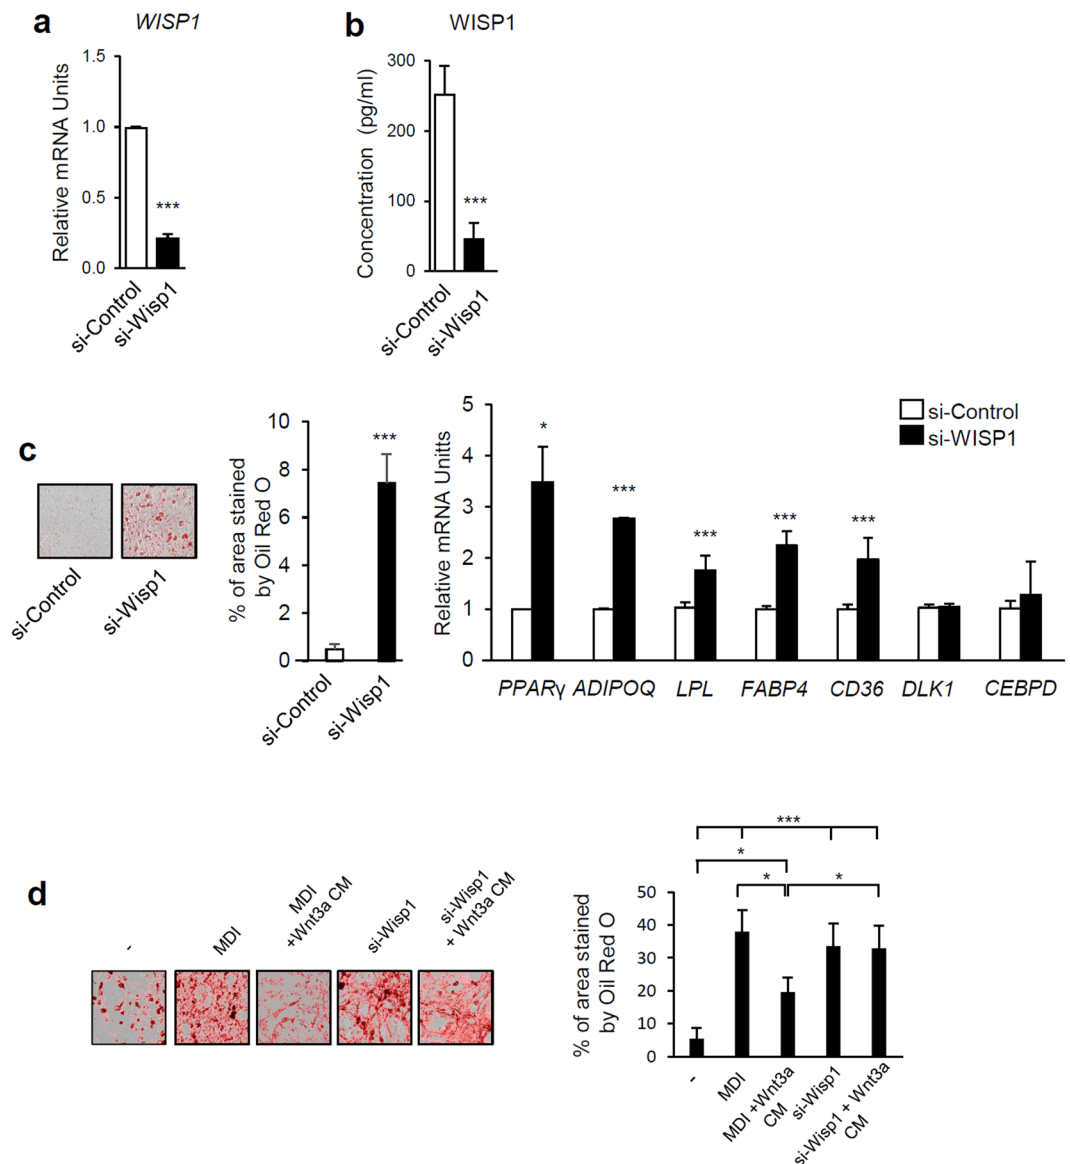 a
WISP1
Relative mRNA Units
1.5
1.0
0.5
0.0
***
si-Control
si-Wisp1
b
WISP1
Concentration (pg/ml)
300
200
100
0
***
si-Control
si-Wisp1
c
si-Control
si-Wisp1
% of area stained
by Oil Red O
10
8
6
4
2
0
***
si-Control
si-Wisp1
Relative mRNA Unitts
5
4
3
2
1
0
si-Control
si-WISP1
*
***
***
***
***
PPARγ
ADIPOQ
LPL
FABP4
CD36
DLK1
CEBPD
d
-
MDI
MDI
+Wnt3a CM
si-Wisp1
si-Wisp1
+ Wnt3a CM
% of area stained
by Oil Red O
50
40
30
20
10
0
***
*
*
*
-
MDI
MDI +Wnt3a
CM
si-Wisp1
si-Wisp1 + Wnt3a
CM